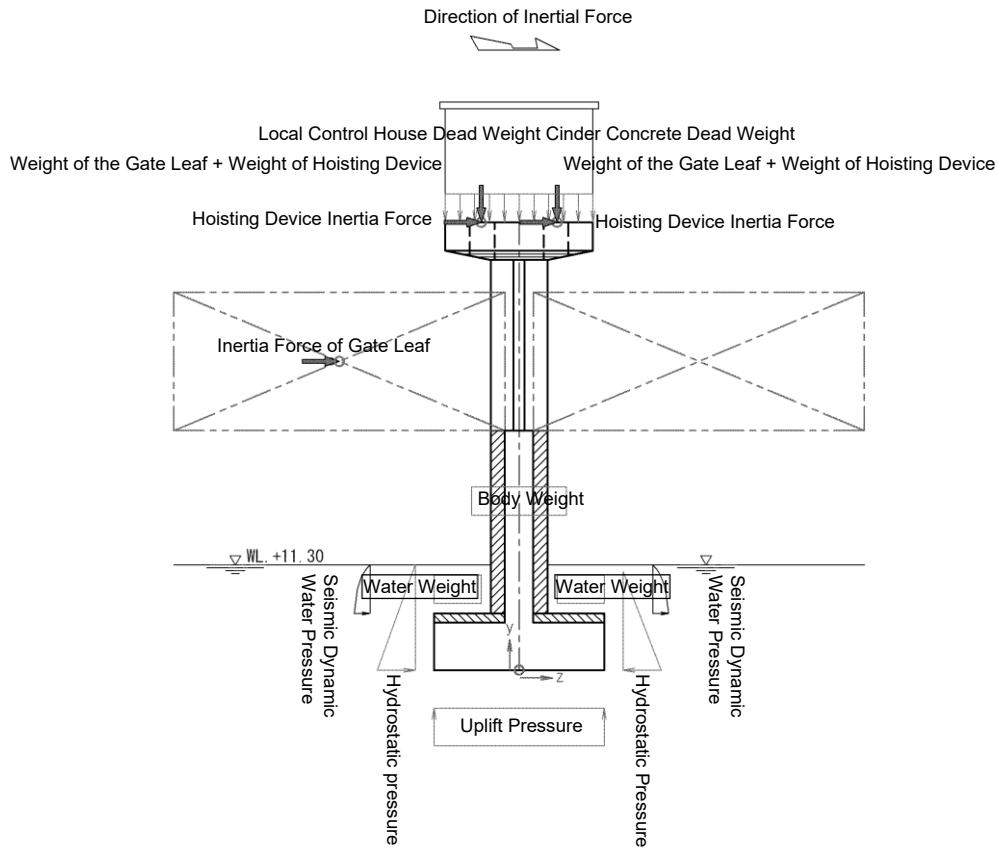 Direction of Inertial Force
Local Control House Dead Weight Cinder Concrete Dead Weight
Weight of the Gate Leaf + Weight of Hoisting Device
Weight of the Gate Leaf + Weight of Hoisting Device
Hoisting Device Inertia Force
Hoisting Device Inertia Force
Inertia Force of Gate Leaf
Body Weight
WL. +11.30
Water Weight
Water Weight
Seismic Dynamic
Water Pressure
Seismic Dynamic
Water Pressure
y
z
Hydrostatic pressure
Hydrostatic Pressure
Uplift Pressure